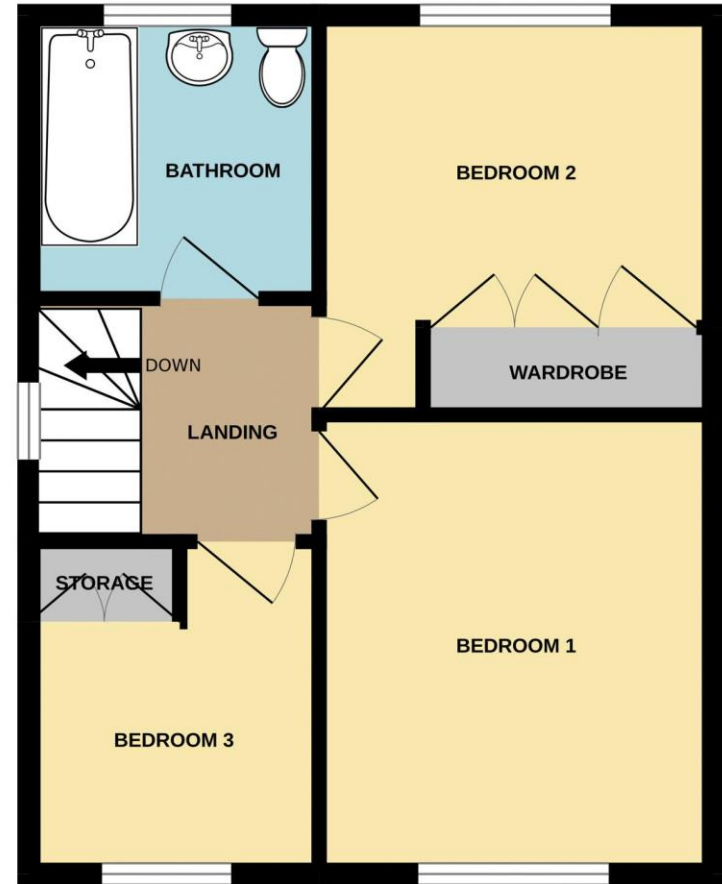 BATHROOM
BEDROOM 2
DOWN
WARDROBE
LANDING
STORAGE
BEDROOM 1
BEDROOM 3